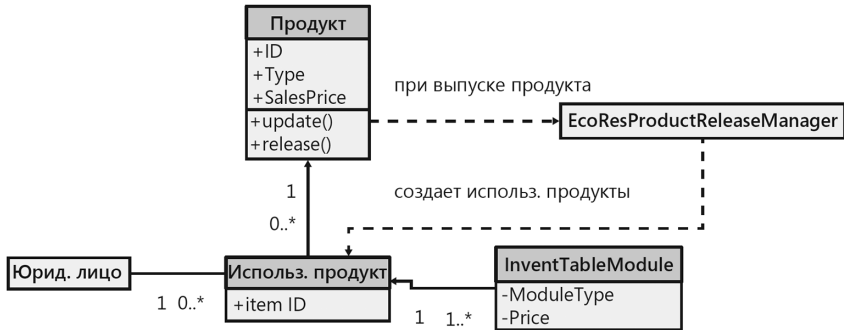 Продукт
+ID
+Type
+SalesPrice
+update()
+release()
при выпуске продукта
EcoResProductReleaseManager
1
0..*
создает использ. продукты
Юрид. лицо
1 0..*
Использ. продукт
+item ID
1 1..*
InventTableModule
-ModuleType
-Price